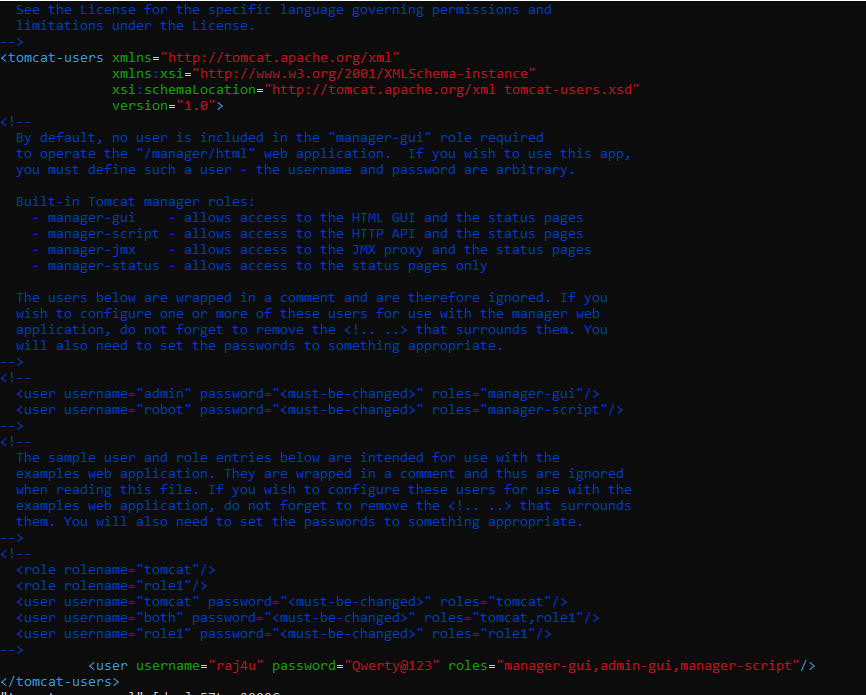 See the License for the specific language governing permissions and
limitations under the License.
-->
<tomcat-users xmlns="http://tomcat.apache.org/xml"
xmlns:xsi="http://www.w3.org/2001/XMLSchema-instance"
xsi:schemaLocation="http://tomcat.apache.org/xml tomcat-users.xsd"
version="1.0">
<!--
By default, no user is included in the "manager-gui" role required
to operate the "/manager/html" web application.  If you wish to use this app,
you must define such a user - the username and password are arbitrary.
Built-in Tomcat manager roles:
- manager-gui    - allows access to the HTML GUI and the status pages
- manager-script - allows access to the HTTP API and the status pages
- manager-jmx    - allows access to the JMX proxy and the status pages
- manager-status - allows access to the status pages only
The users below are wrapped in a comment and are therefore ignored. If you
wish to configure one or more of these users for use with the manager web
application, do not forget to remove the <!.. ..> that surrounds them. You
will also need to set the passwords to something appropriate.
-->
<!--
<user username="admin" password="<must-be-changed>" roles="manager-gui"/>
<user username="robot" password="<must-be-changed>" roles="manager-script"/>
-->
<!--
The sample user and role entries below are intended for use with the
examples web application. They are wrapped in a comment and thus are ignored
when reading this file. If you wish to configure these users for use with the
examples web application, do not forget to remove the <!.. ..> that surrounds
them. You will also need to set the passwords to something appropriate.
-->
<!--
<role rolename="tomcat"/>
<role rolename="role1"/>
<user username="tomcat" password="<must-be-changed>" roles="tomcat"/>
<user username="both" password="<must-be-changed>" roles="tomcat,role1"/>
<user username="role1" password="<must-be-changed>" roles="role1"/>
-->
<user username="raj4u" password="Qwerty@123" roles="manager-gui,admin-gui,manager-script"/>
</tomcat-users>